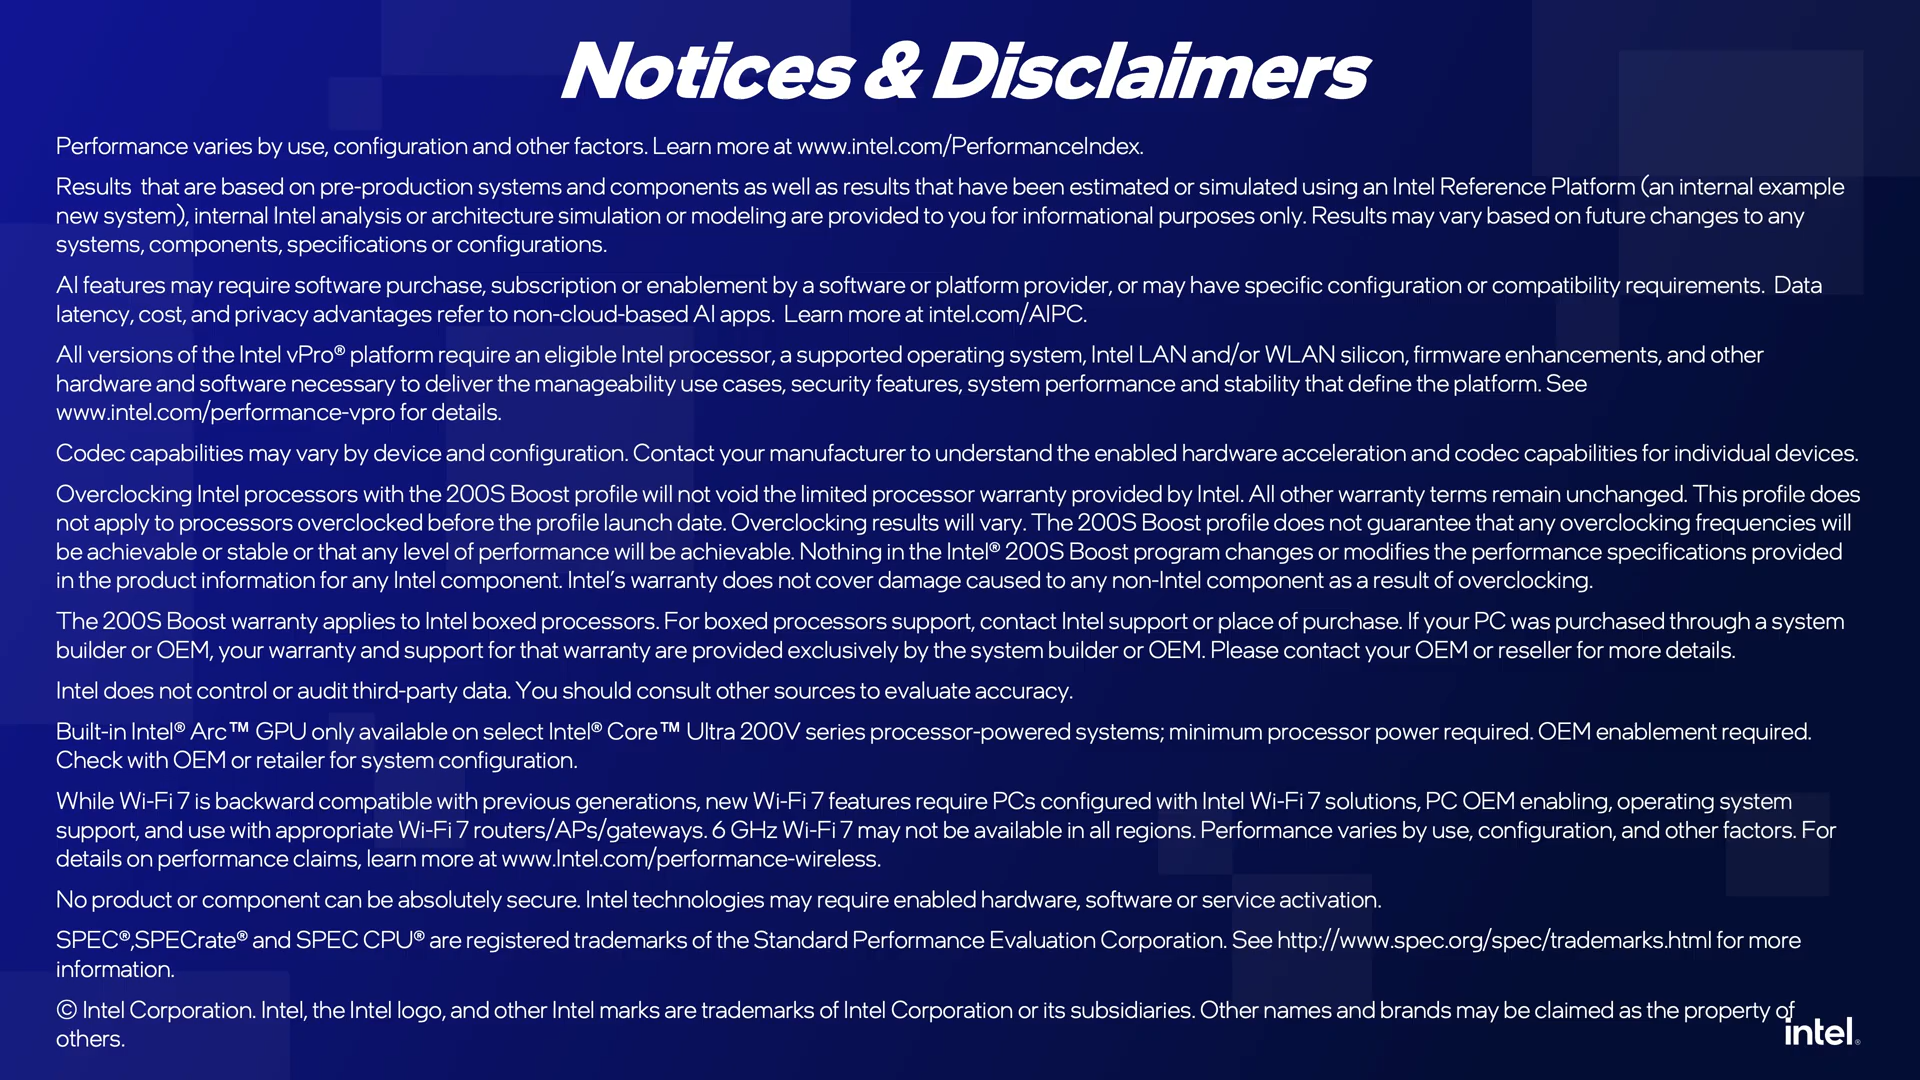 Notices & Disclaimers
Performance varies by use, configuration and other factors. Learn more at www.intel.com/PerformanceIndex.
Results that are based on pre-production systems and components as well as results that have been estimated or simulated using an Intel Reference Platform (an internal example
new system), internal Intel analysis or architecture simulation or modeling are provided to you for informational purposes only. Results may vary based on future changes to any
systems, components, specifications or configurations.
AI features may require software purchase, subscription or enablement by a software or platform provider, or may have specific configuration or compatibility requirements. Data
latency, cost, and privacy advantages refer to non-cloud-based AI apps. Learn more at intel.com/AIPC.
All versions of the Intel vPro® platform require an eligible Intel processor, a supported operating system, Intel LAN and/or WLAN silicon, firmware enhancements, and other
hardware and software necessary to deliver the manageability use cases, security features, system performance and stability that define the platform. See
www.intel.com/performance-vpro for details.
Codec capabilities may vary by device and configuration. Contact your manufacturer to understand the enabled hardware acceleration and codec capabilities for individual devices.
Overclocking Intel processors with the 200S Boost profile will not void the limited processor warranty provided by Intel. All other warranty terms remain unchanged. This profile does
not apply to processors overclocked before the profile launch date. Overclocking results will vary. The 200S Boost profile does not guarantee that any overclocking frequencies will
be achievable or stable or that any level of performance will be achievable. Nothing in the Intel® 200S Boost program changes or modifies the performance specifications provided
in the product information for any Intel component. Intel's warranty does not cover damage caused to any non-Intel component as a result of overclocking.
The 200S Boost warranty applies to Intel boxed processors. For boxed processors support, contact Intel support or place of purchase. If your PC was purchased through a system
builder or OEM, your warranty and support for that warranty are provided exclusively by the system builder or OEM. Please contact your OEM or reseller for more details.
Intel does not control or audit third-party data. You should consult other sources to evaluate accuracy.
Built-in Intel® Arc™ GPU only available on select Intel® Core™ Ultra 200V series processor-powered systems; minimum processor power required. OEM enablement required.
Check with OEM or retailer for system configuration.
While Wi-Fi 7 is backward compatible with previous generations, new Wi-Fi 7 features require PCs configured with Intel Wi-Fi 7 solutions, PC OEM enabling, operating system
support, and use with appropriate Wi-Fi 7 routers/APs/gateways. 6 GHz Wi-Fi 7 may not be available in all regions. Performance varies by use, configuration, and other factors. For
details on performance claims, learn more at www.Intel.com/performance-wireless.
No product or component can be absolutely secure. Intel technologies may require enabled hardware, software or service activation.
SPEC®,SPECrate® and SPEC CPU® are registered trademarks of the Standard Performance Evaluation Corporation. See http://www.spec.org/spec/trademarks.html for more
information.
© Intel Corporation. Intel, the Intel logo, and other Intel marks are trademarks of Intel Corporation or its subsidiaries. Other names and brands may be claimed as the property of
others.
intel®